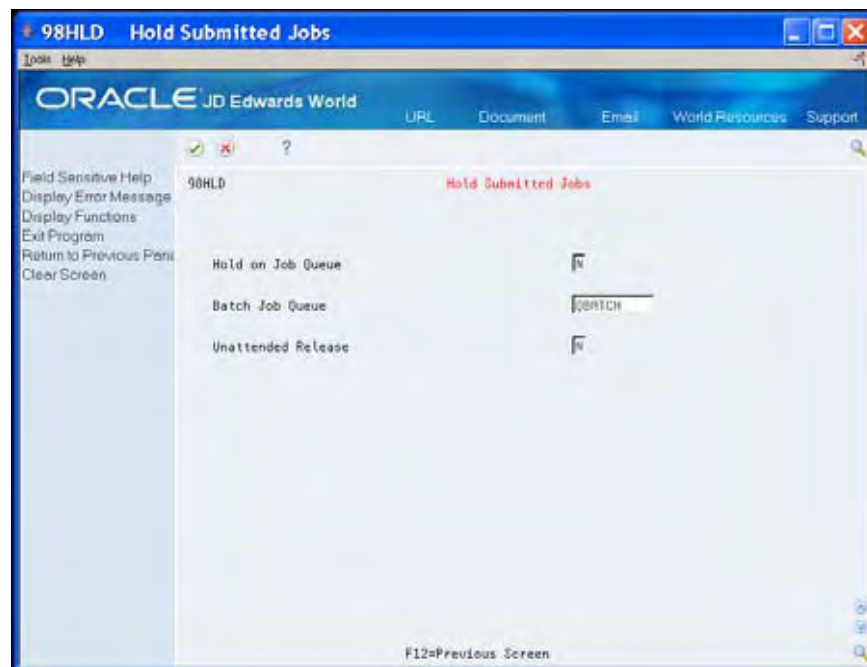 98HLD Hold Submitted Jobs
Tools Help
ORACLE JD Edwards World
URL Document Email World Resources Support
?
Field Sensitive Help
Display Error Message
Display Functions
Exit Program
Return to Previous Pane
Clear Screen
98HLD Hold Submitted Jobs
Hold on Job Queue N
Batch Job Queue QBATCH
Unattended Release N
F12=Previous Screen